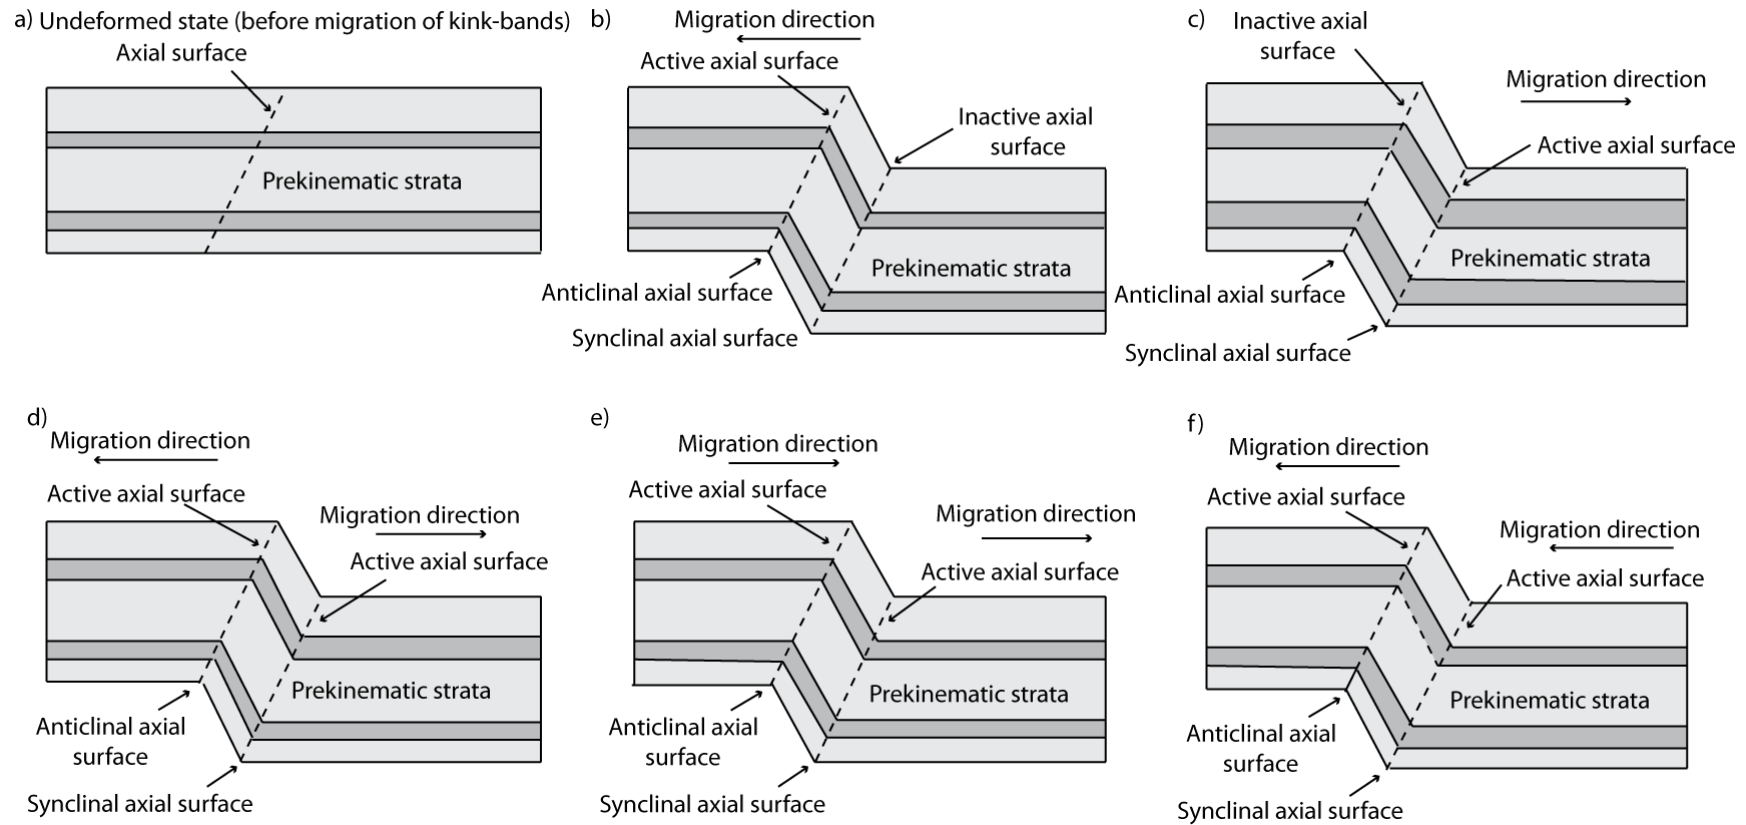 a) Undeformed state (before migration of kink-bands)
Axial surface
Prekinematic strata
b)
Migration direction
Active axial surface
Inactive axial
surface
Prekinematic strata
Anticlinal axial surface
Synclinal axial surface
c)
Inactive axial
surface
Migration direction
Active axial surface
Prekinematic strata
Anticlinal axial surface
Synclinal axial surface
d)
Migration direction
Active axial surface
Migration direction
Active axial surface
Prekinematic strata
Anticlinal axial
surface
Synclinal axial surface
e)
Migration direction
Active axial surface
Migration direction
Active axial surface
Prekinematic strata
Anticlinal axial
surface
Synclinal axial surface
f)
Migration direction
Active axial surface
Migration direction
Active axial surface
Prekinematic strata
Anticlinal axial
surface
Synclinal axial surface